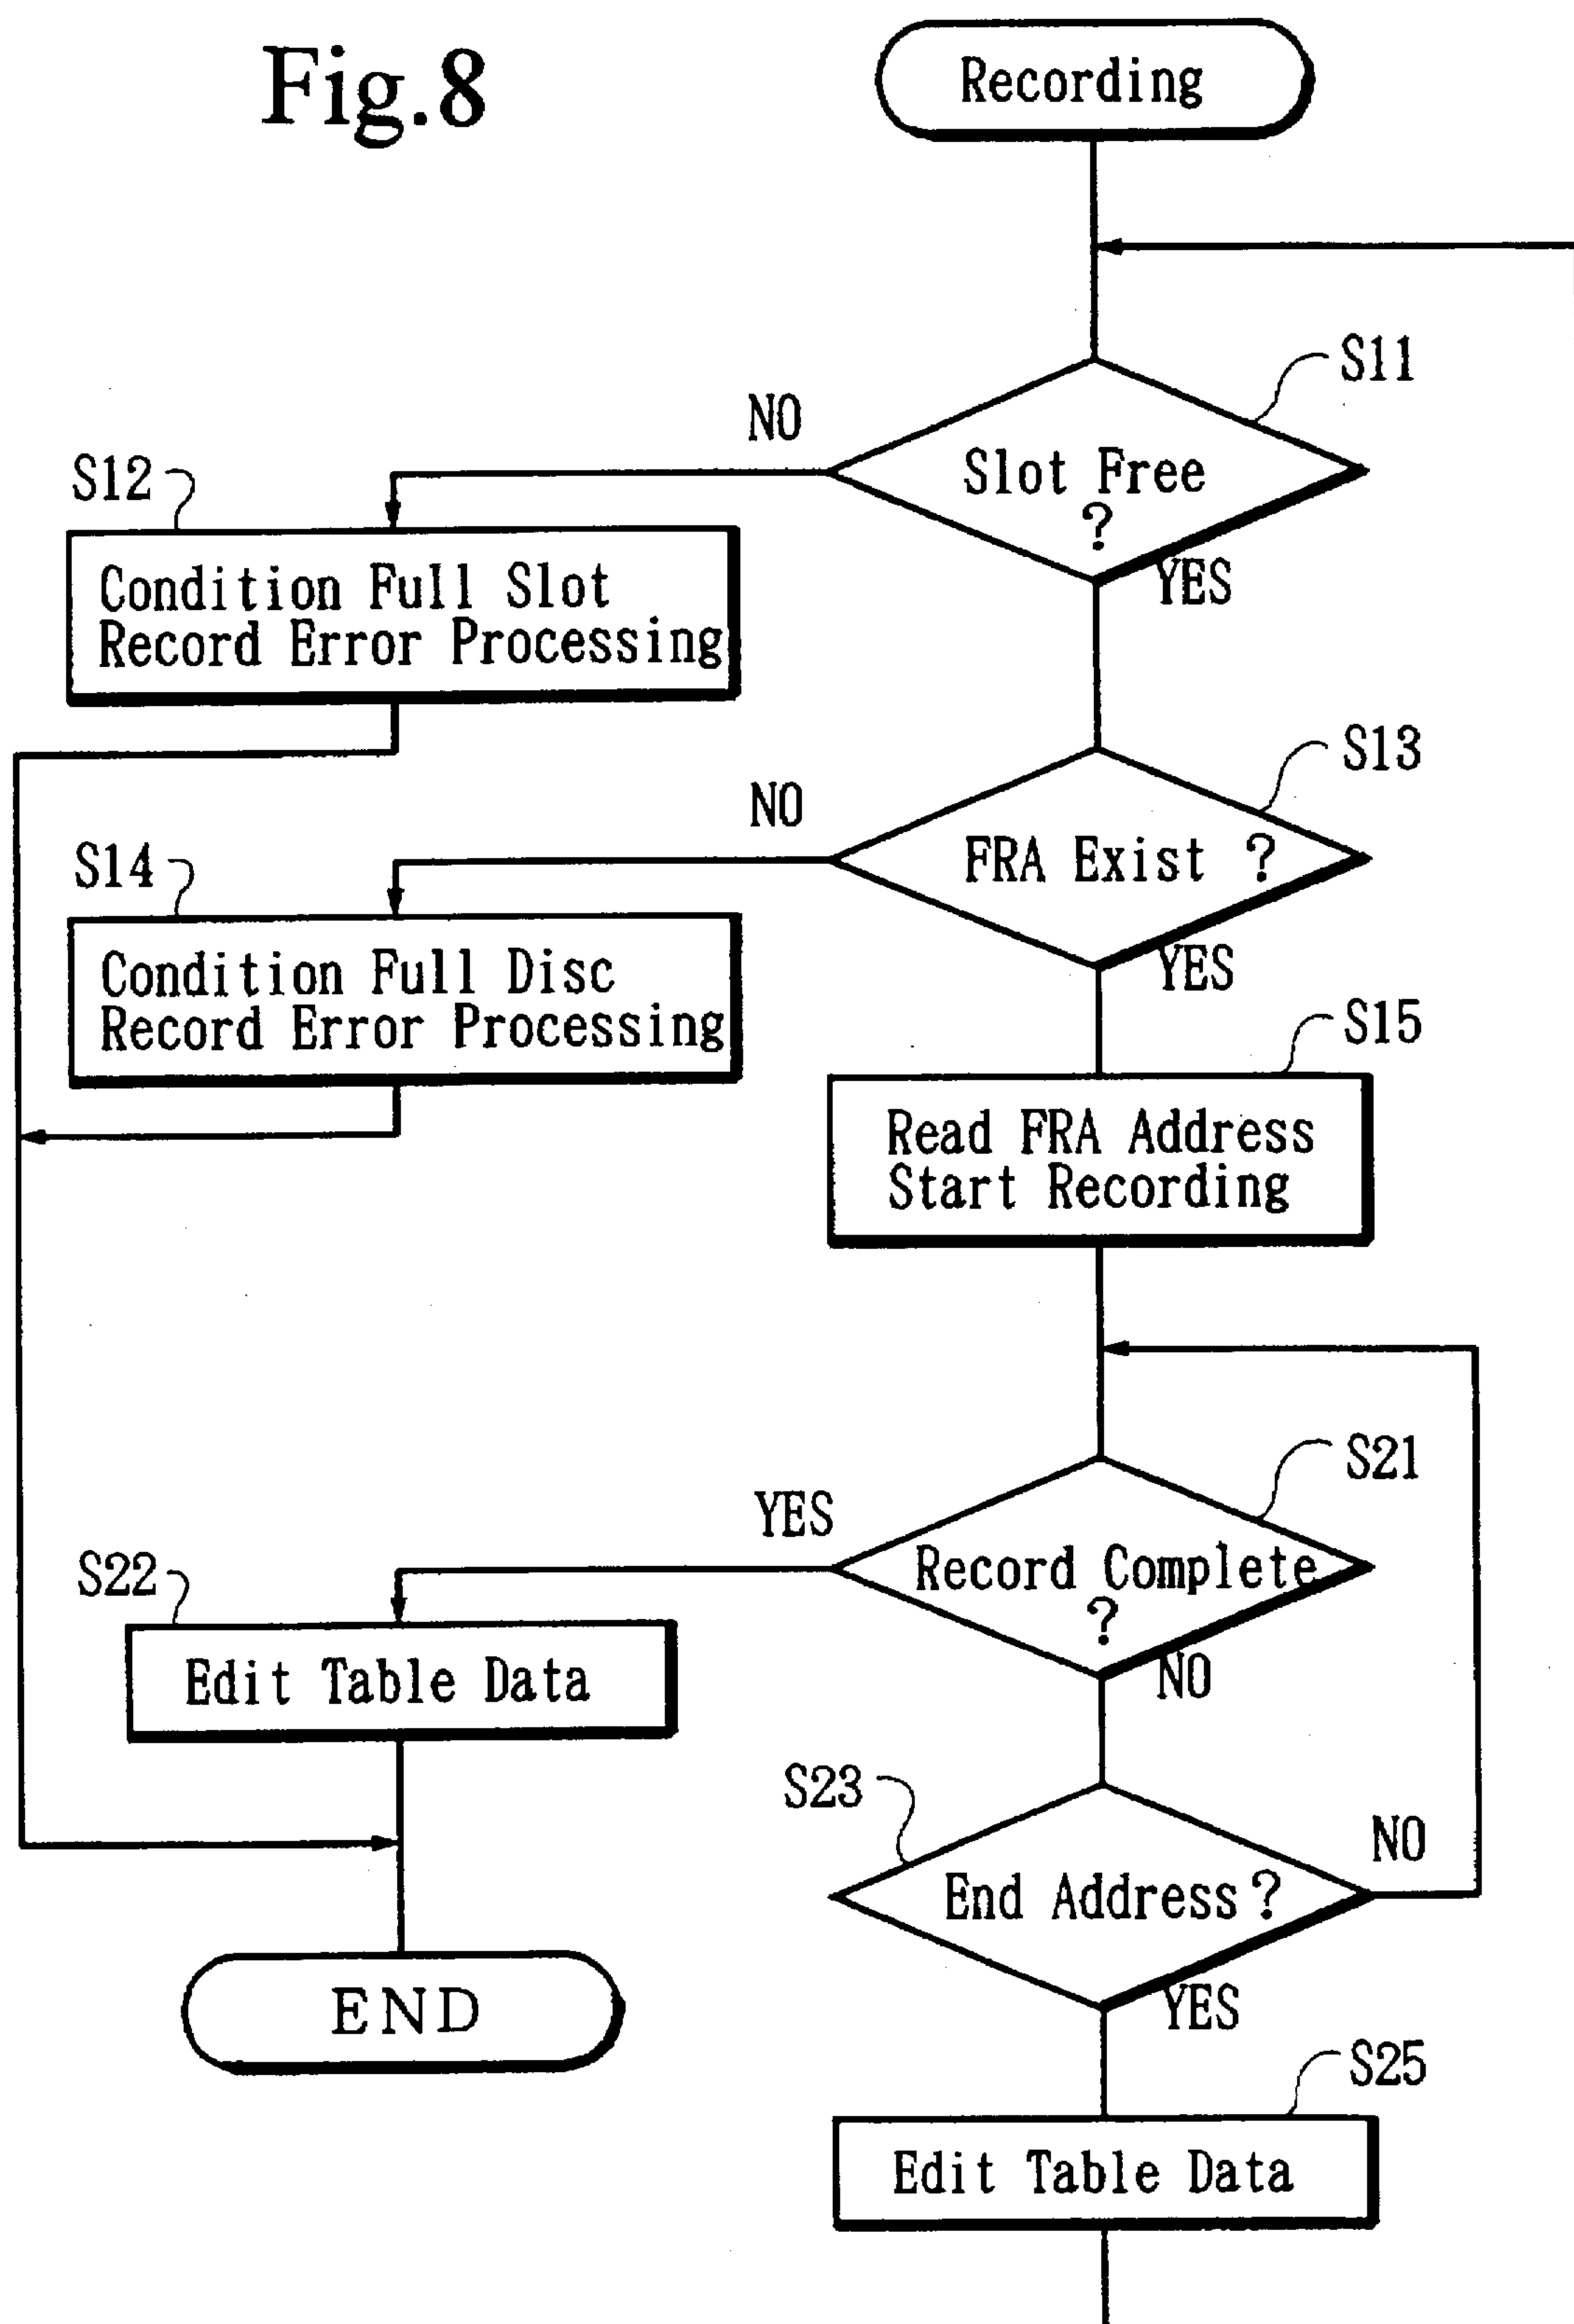 Fig.8
Recording
S11
NO
Slot Free
?
YES
S12
Condition Full Slot
Record Error Processing
S13
NO
FRA Exist ?
YES
S14
Condition Full Disc
Record Error Processing
S15
Read FRA Address
Start Recording
S21
YES
Record Complete
?
NO
S22
Edit Table Data
S23
NO
End Address?
YES
END
S25
Edit Table Data